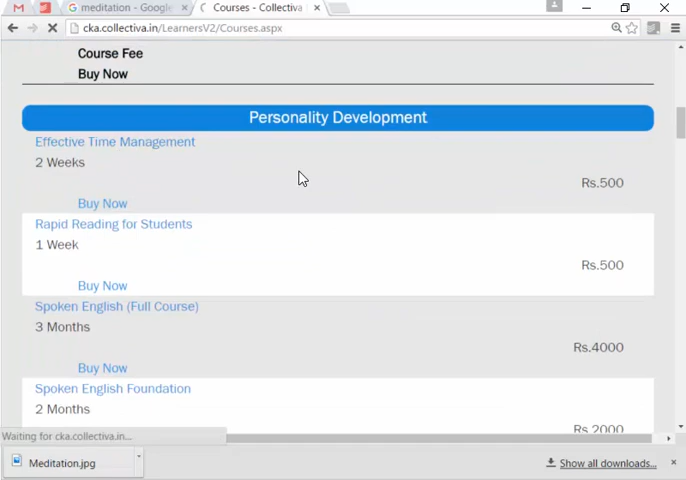 meditation - Google
Courses - Collectiva
cka.collectiva.in/LearnersV2/Courses.aspx
Course Fee
Buy Now
Personality Development
Effective Time Management
2 Weeks
Rs.500
Buy Now
Rapid Reading for Students
1 Week
Rs.500
Buy Now
Spoken English (Full Course)
3 Months
Rs.4000
Buy Now
Spoken English Foundation
2 Months
Rs.2000
Waiting for cka.collectiva.in...
Meditation.jpg
Show all downloads...